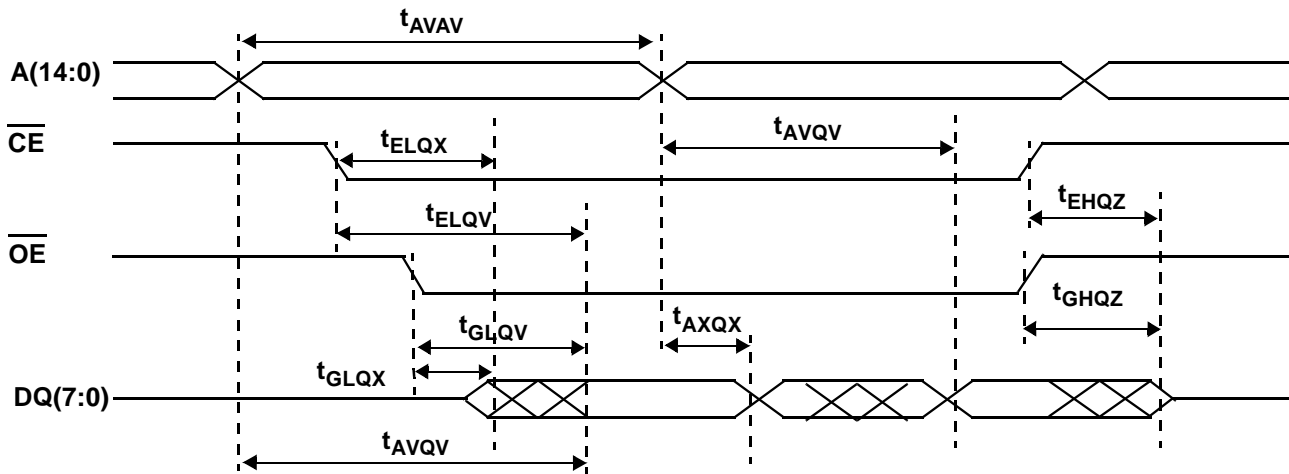 tAVAV
A(14:0)
CE
tELQX
tAVQV
tELQV
tEHQZ
OE
tGHQZ
tGLQV
tAXQX
tGLQX
DQ(7:0)
tAVQV